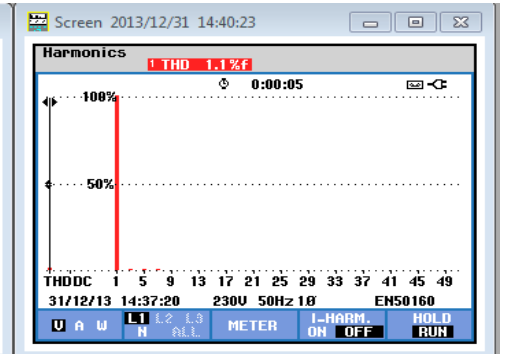 Screen 2013/12/31 14:40:23
Harmonics
1 THD 1.1%f
0:00:05
100%
50%
THDDC 1 5 9 13 17 21 25 29 33 37 41 45 49
31/12/13 14:37:20 230V 50Hz 1Ø EN50160
V A W L1 L2 L3 METER I-HARM. HOLD
N ALL ON OFF RUN